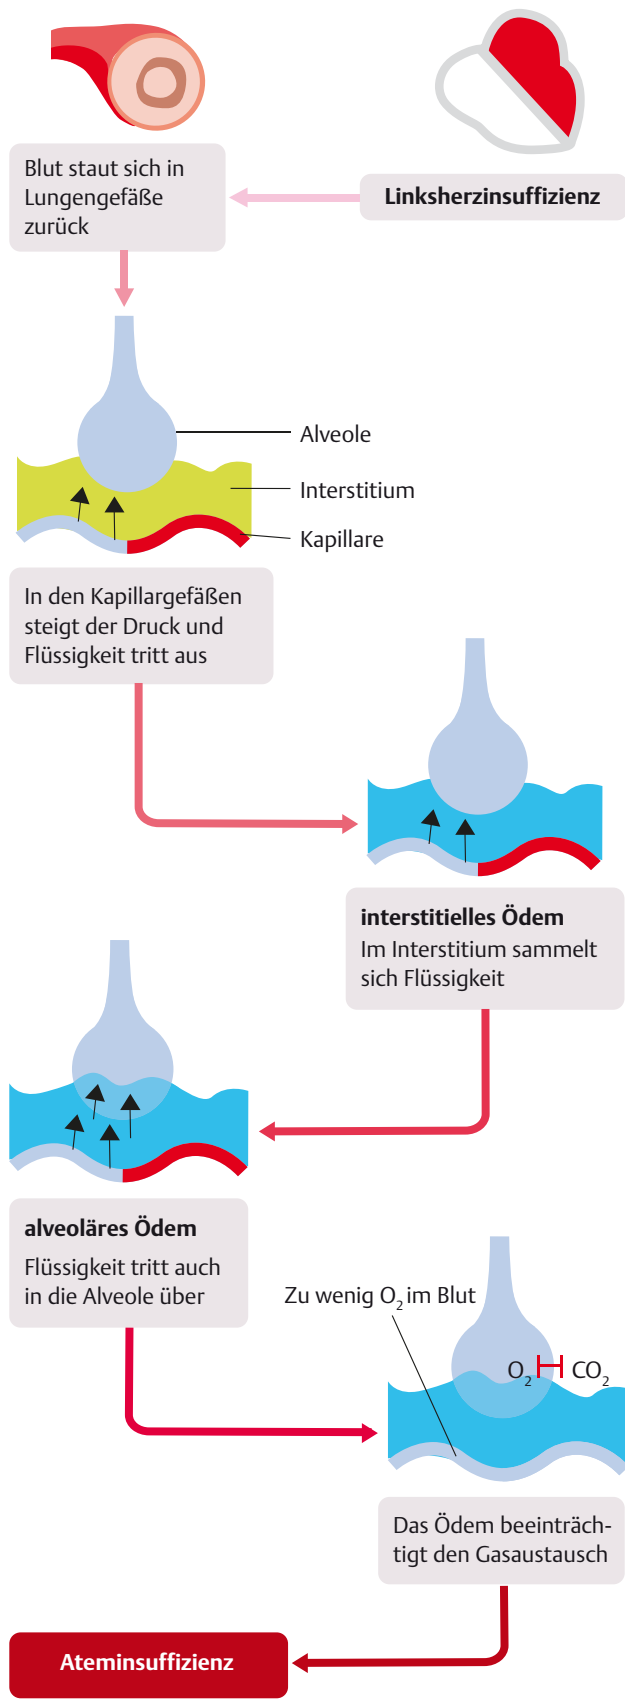 Blut staut sich in
Lungengefäße
zurück
Linksherzinsuffizienz
Alveole
Interstitium
Kapillare
In den Kapillargefäßen
steigt der Druck und
Flüssigkeit tritt aus
interstitielles Ödem
Im Interstitium sammelt
sich Flüssigkeit
alveoläres Ödem
Flüssigkeit tritt auch
in die Alveole über
Zu wenig O₂ im Blut
O₂ CO₂
Das Ödem beeinträch-
tigt den Gasaustausch
Ateminsuffizienz